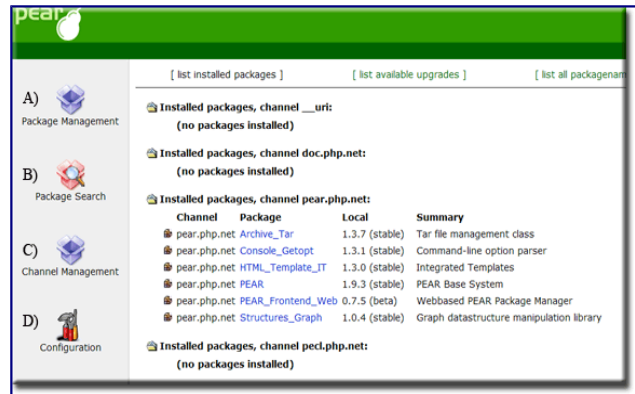 pear
[ list installed packages ] [ list available upgrades ] [ list all packagenam
A)
Package Management
B)
Package Search
C)
Channel Management
D)
Configuration
Installed packages, channel __uri:
(no packages installed)
Installed packages, channel doc.php.net:
(no packages installed)
Installed packages, channel pear.php.net:
Channel Package Local Summary
pear.php.net Archive_Tar 1.3.7 (stable) Tar file management class
pear.php.net Console_Getopt 1.3.1 (stable) Command-line option parser
pear.php.net HTML_Template_IT 1.3.0 (stable) Integrated Templates
pear.php.net PEAR 1.9.3 (stable) PEAR Base System
pear.php.net PEAR_Frontend_Web 0.7.5 (beta) Webbased PEAR Package Manager
pear.php.net Structures_Graph 1.0.4 (stable) Graph datastructure manipulation library
Installed packages, channel pecl.php.net:
(no packages installed)